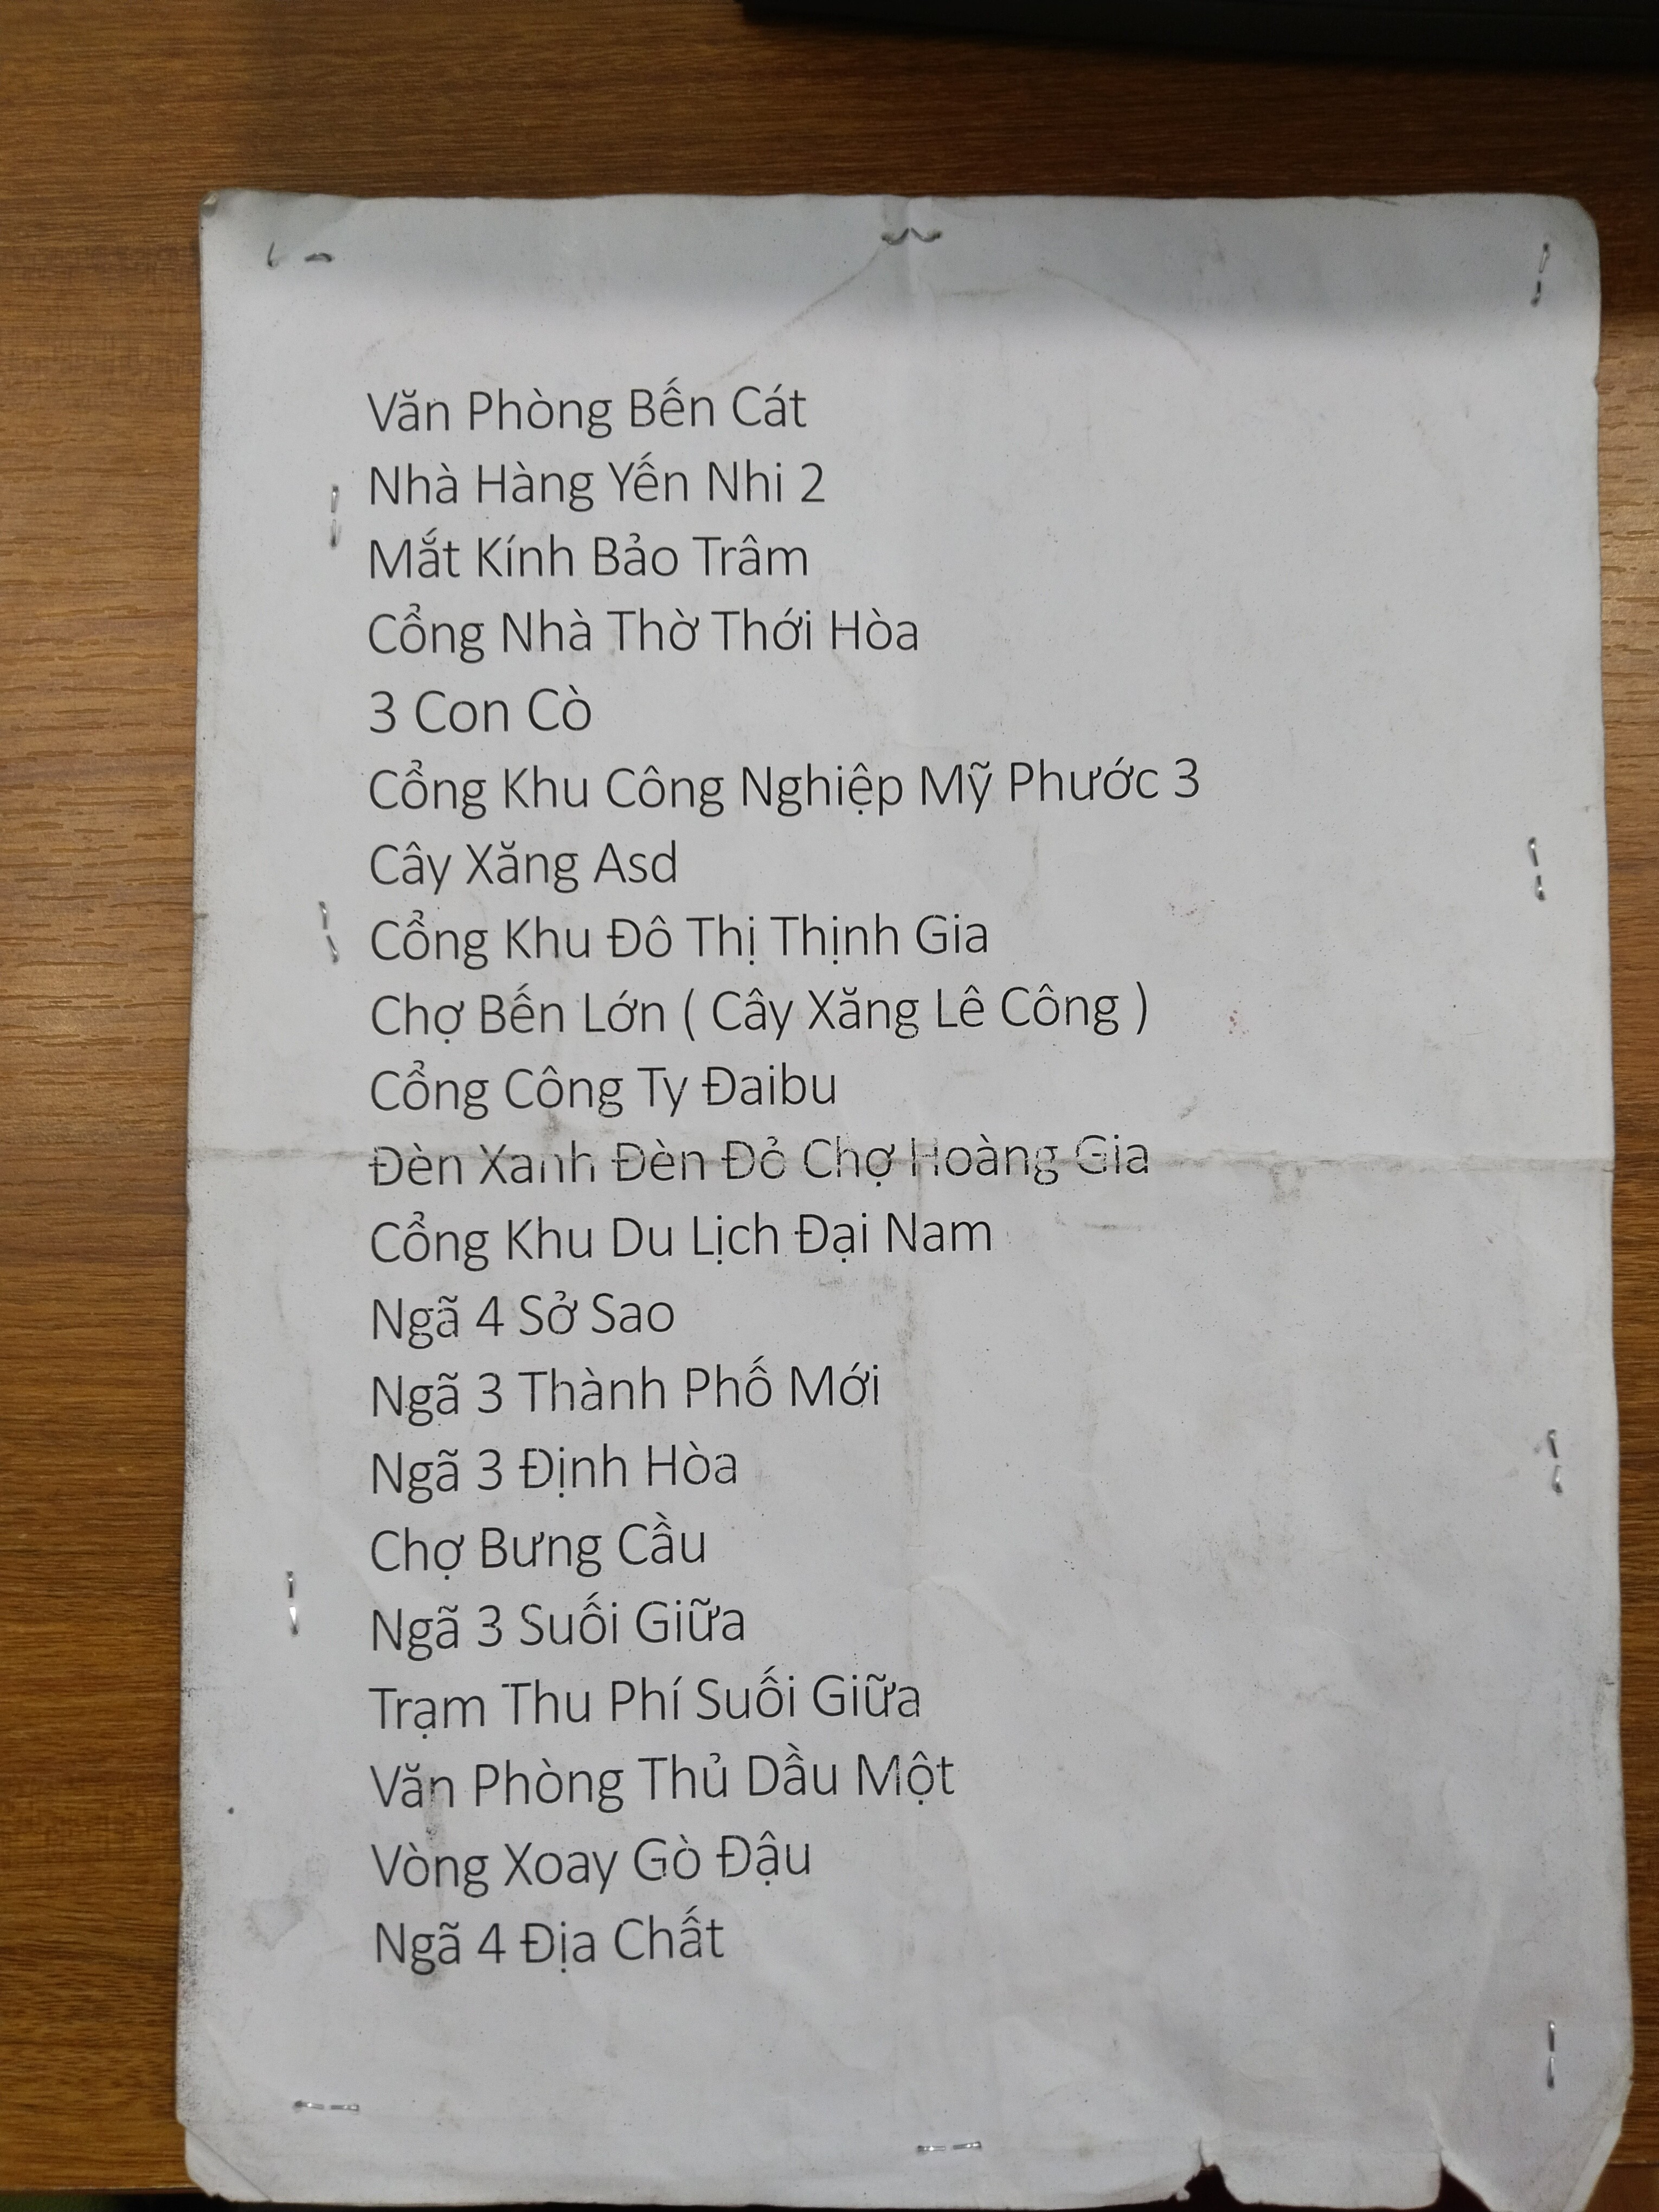 Văn Phòng Bến Cát
Nhà Hàng Yến Nhi 2
Mắt Kính Bảo Trâm
Cổng Nhà Thờ Thới Hòa
3 Con Cò
Cổng Khu Công Nghiệp Mỹ Phước 3
Cây Xăng Asd
Cổng Khu Đô Thị Thịnh Gia
Chợ Bến Lớn ( Cây Xăng Lê Công )
Cổng Công Ty Đaibu
Đèn Xanh Đèn Đỏ Chợ Hoàng Gia
Cổng Khu Du Lịch Đại Nam
Ngã 4 Sở Sao
Ngã 3 Thành Phố Mới
Ngã 3 Định Hòa
Chợ Bưng Cầu
Ngã 3 Suối Giữa
Trạm Thu Phí Suối Giữa
Văn Phòng Thủ Dầu Một
Vòng Xoay Gò Đậu
Ngã 4 Địa Chất